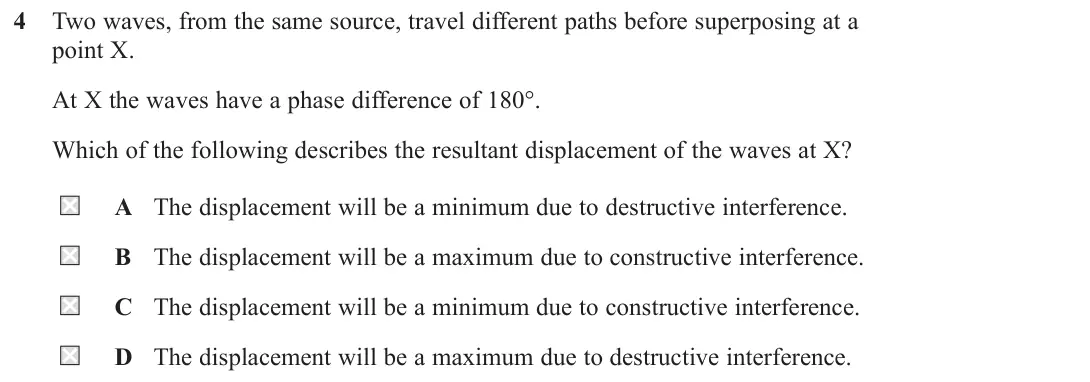 4 Two waves, from the same source, travel different paths before superposing at a
point X.
At X the waves have a phase difference of 180°.
Which of the following describes the resultant displacement of the waves at X?
A The displacement will be a minimum due to destructive interference.
B The displacement will be a maximum due to constructive interference.
C The displacement will be a minimum due to constructive interference.
D The displacement will be a maximum due to destructive interference.